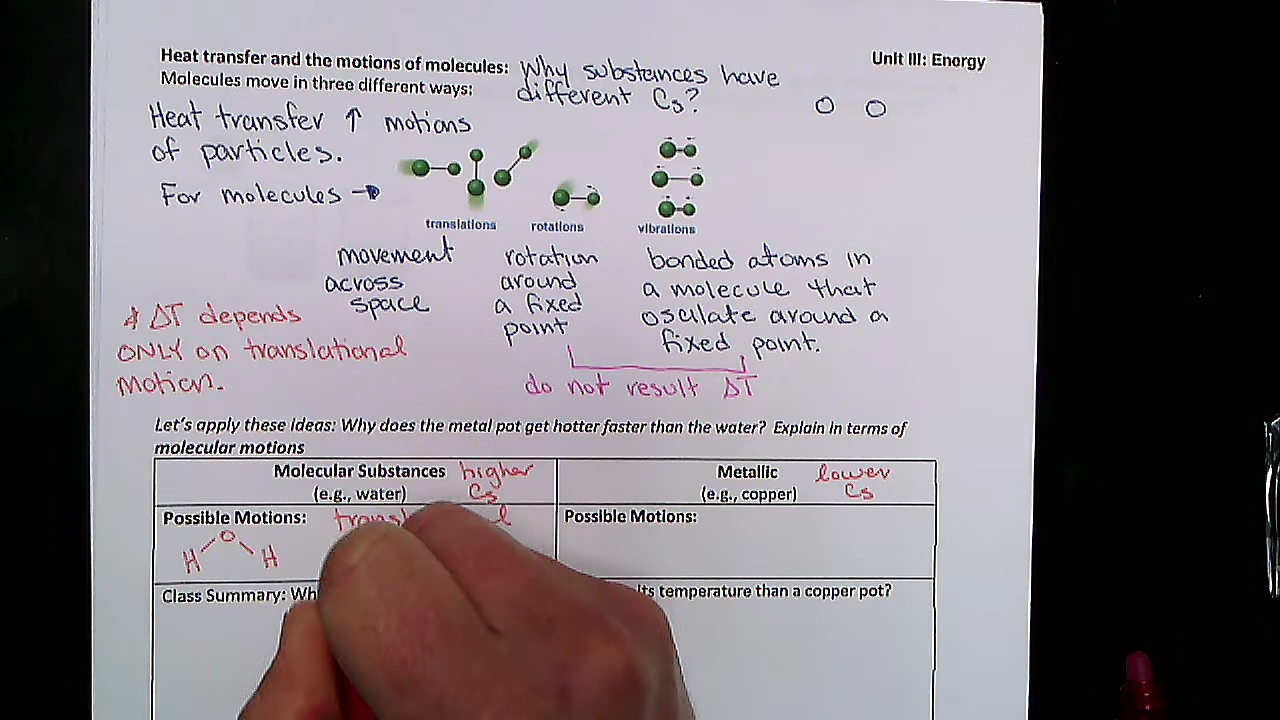 Heat transfer and the motions of molecules: Why substances have
Unit III: Energy
Molecules move in three different ways: different Cs?
Heat transfer ↑ motions
of particles.
For molecules →
translations rotations vibrations
movement
across
space
rotation
around
a fixed
point
bonded atoms in
a molecule that
oscilate around a
fixed point.
* ΔT depends
ONLY on translational
motion.
do not result ΔT
Let's apply these ideas: Why does the metal pot get hotter faster than the water? Explain in terms of
molecular motions
Molecular Substances higher
(e.g., water) Cs
Metallic lower
(e.g., copper) Cs
Possible Motions:
H O H
Possible Motions:
Class Summary: temperature than a copper pot?